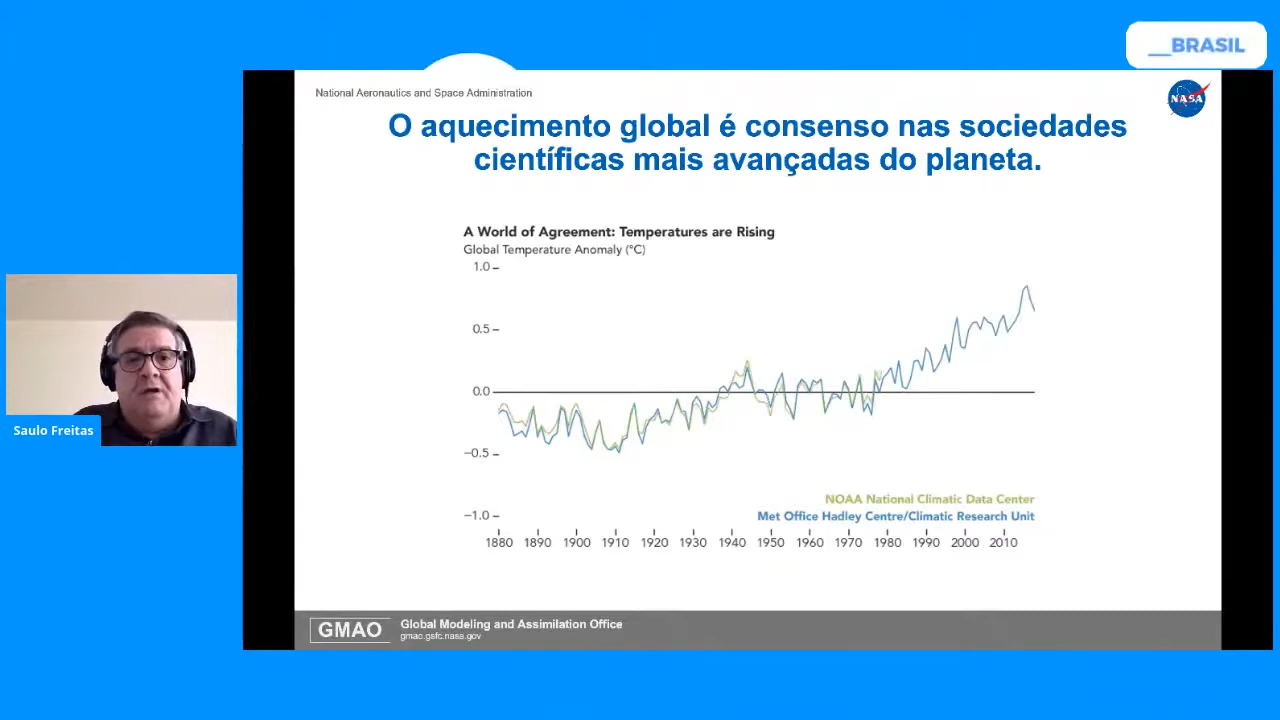 __BRASIL
National Aeronautics and Space Administration
NASA
O aquecimento global é consenso nas sociedades
científicas mais avançadas do planeta.
A World of Agreement: Temperatures are Rising
Global Temperature Anomaly (°C)
1.0
0.5
0.0
−0.5
−1.0
NOAA National Climatic Data Center
Met Office Hadley Centre/Climatic Research Unit
1880 1890 1900 1910 1920 1930 1940 1950 1960 1970 1980 1990 2000 2010
Saulo Freitas
GMAO
Global Modeling and Assimilation Office
gmao.gsfc.nasa.gov